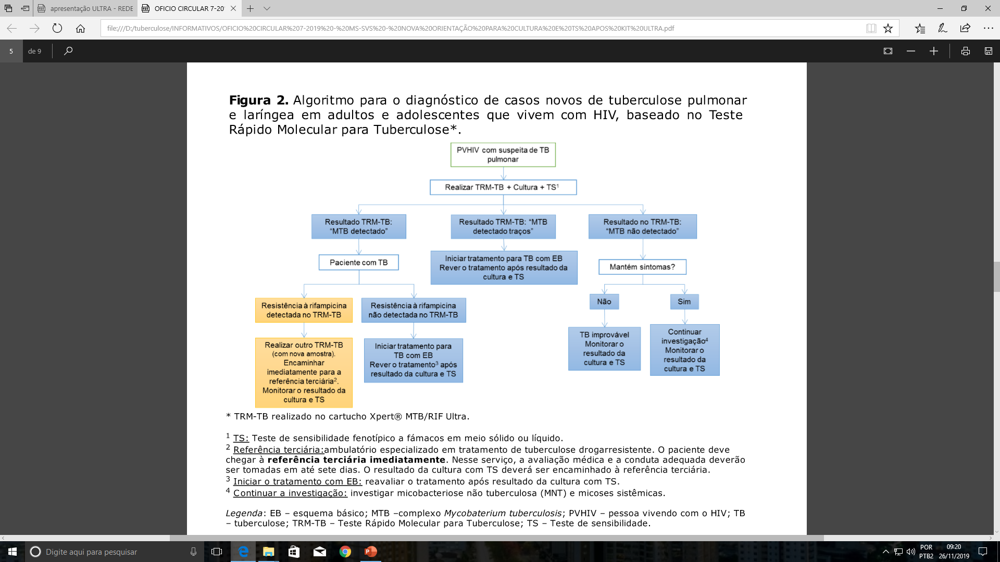 apresentação ULTRA - REDE
OFICIO CIRCULAR 7-201
file:///D:/tuberculose/INFORMATIVOS/OFICIO%20CIRCULAR%207-2019%20-%20MS-SVS%20-%20NOVA%20ORIENTAÇÃO%20PARA%20CULTURA%20E%20TS%20APOS%20KIT%20ULTRA.pdf
5 de 9
Figura 2. Algoritmo para o diagnóstico de casos novos de tuberculose pulmonar
e laríngea em adultos e adolescentes que vivem com HIV, baseado no Teste
Rápido Molecular para Tuberculose*.
PVHIV com suspeita de TB
pulmonar
Realizar TRM-TB + Cultura + TS¹
Resultado TRM-TB:
“MTB detectado”
Resultado TRM-TB: “MTB
detectado traços”
Resultado no TRM-TB:
“MTB não detectado”
Paciente com TB
Iniciar tratamento para TB com EB
Rever o tratamento após resultado da
cultura e TS
Mantém sintomas?
Resistência à rifampicina
detectada no TRM-TB
Resistência à rifampicina
não detectada no TRM-TB
Não
Sim
Realizar outro TRM-TB
(com nova amostra).
Encaminhar
imediatamente para a
referência terciária².
Monitorar o resultado da
cultura e TS
Iniciar tratamento para
TB com EB
Rever o tratamento³ após
resultado da cultura e TS
TB improvável
Monitorar o
resultado da
cultura e TS
Continuar
investigação⁴
Monitorar o
resultado da
cultura e TS
* TRM-TB realizado no cartucho Xpert® MTB/RIF Ultra.
¹ TS: Teste de sensibilidade fenotípico a fámacos em meio sólido ou líquido.
² Referência terciária:ambulatório especializado em tratamento de tuberculose drogarresistente. O paciente deve
chegar à referência terciária imediatamente. Nesse serviço, a avaliação médica e a conduta adequada deverão
ser tomadas em até sete dias. O resultado da cultura com TS deverá ser encaminhado à referência terciária.
³ Iniciar o tratamento com EB: reavaliar o tratamento após resultado da cultura com TS.
⁴ Continuar a investigação: investigar micobacteriose não tuberculosa (MNT) e micoses sistêmicas.
Legenda: EB – esquema básico; MTB –complexo Mycobaterium tuberculosis; PVHIV – pessoa vivendo com o HIV; TB
– tuberculose; TRM-TB – Teste Rápido Molecular para Tuberculose; TS – Teste de sensibilidade.
Digite aqui para pesquisar
POR
PTB2
09:20
26/11/2019